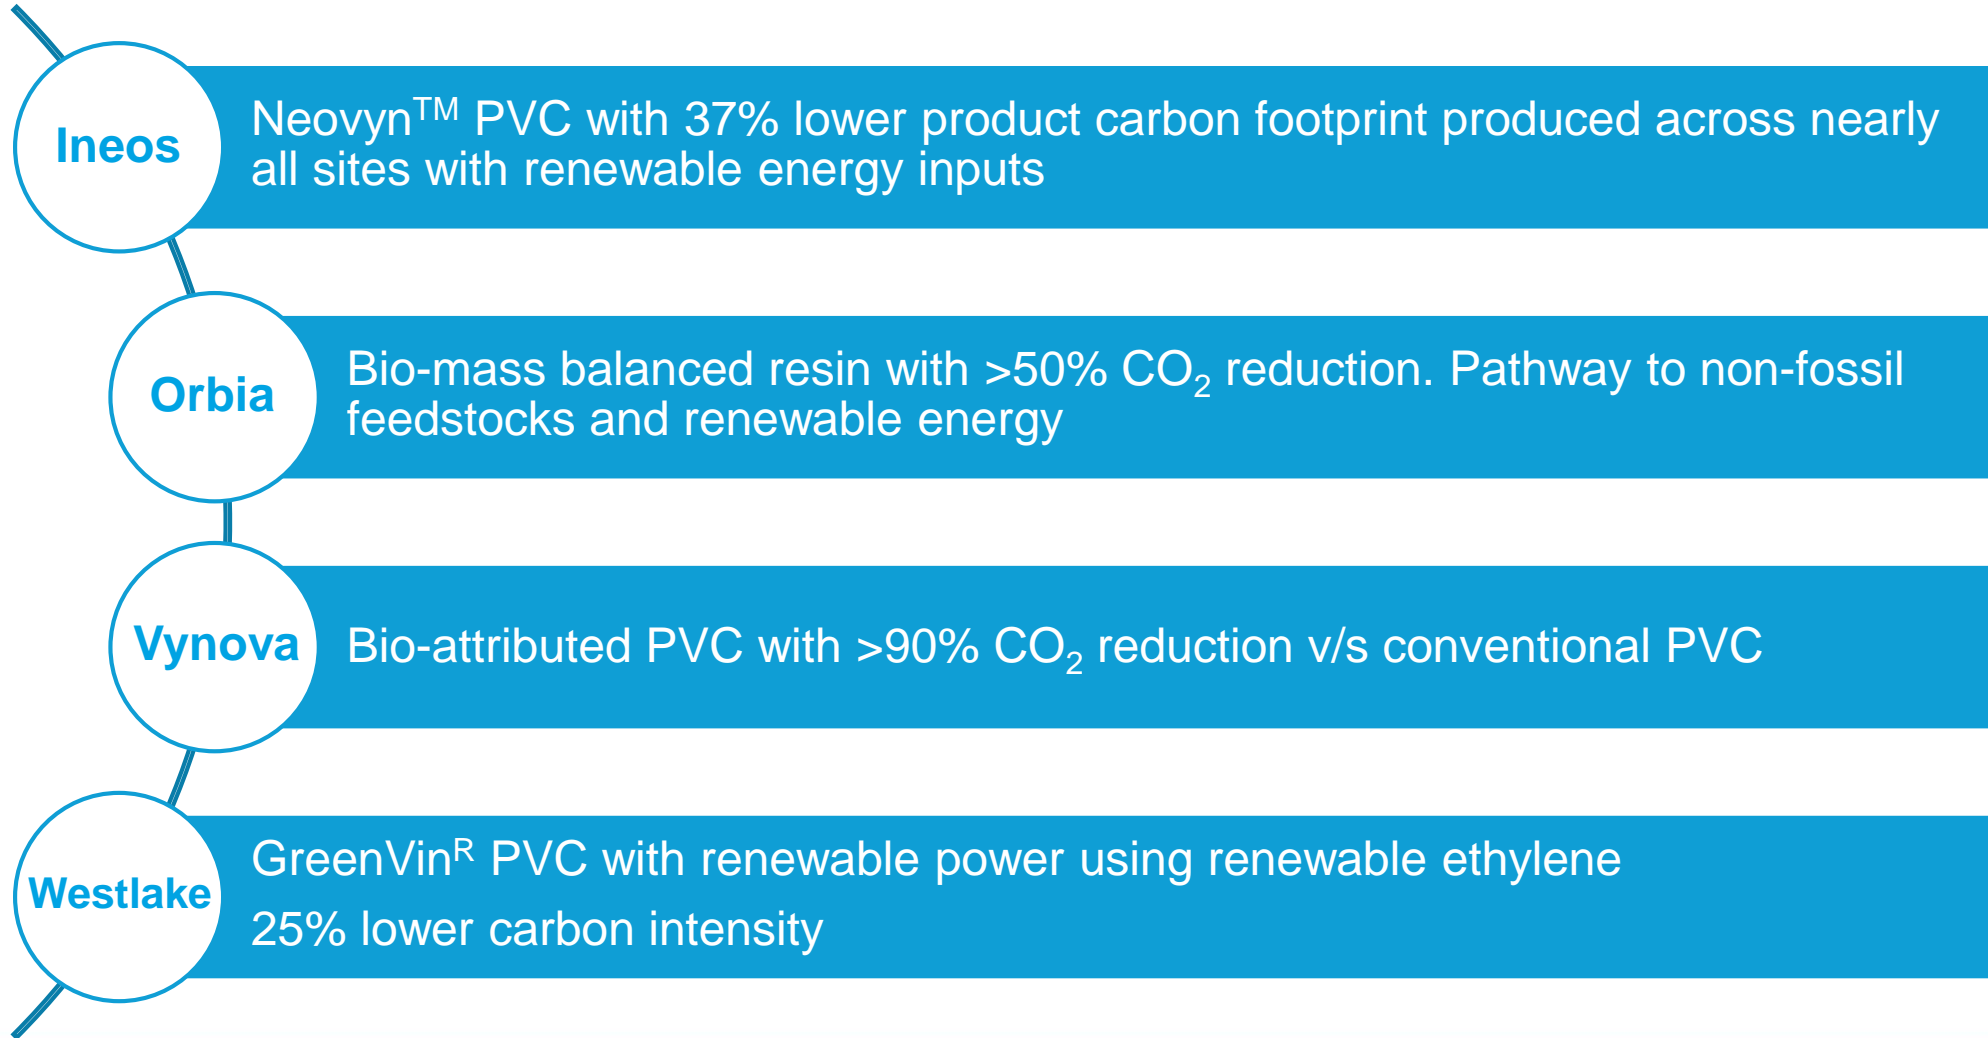 Ineos
Neovyn™ PVC with 37% lower product carbon footprint produced across nearly
all sites with renewable energy inputs
Orbia
Bio-mass balanced resin with >50% CO₂ reduction. Pathway to non-fossil
feedstocks and renewable energy
Vynova
Bio-attributed PVC with >90% CO₂ reduction v/s conventional PVC
Westlake
GreenVinᴿ PVC with renewable power using renewable ethylene
25% lower carbon intensity